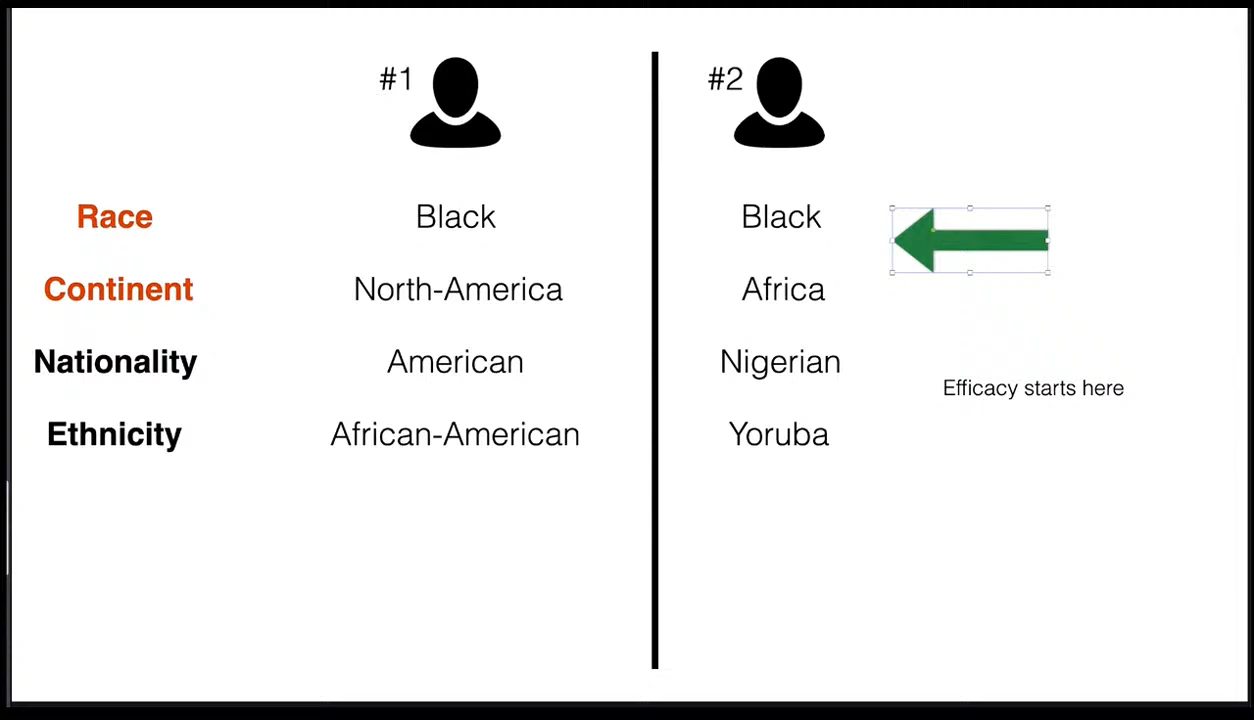 #1 #2
Race Black Black
Continent North-America Africa
Nationality American Nigerian
Efficacy starts here
Ethnicity African-American Yoruba